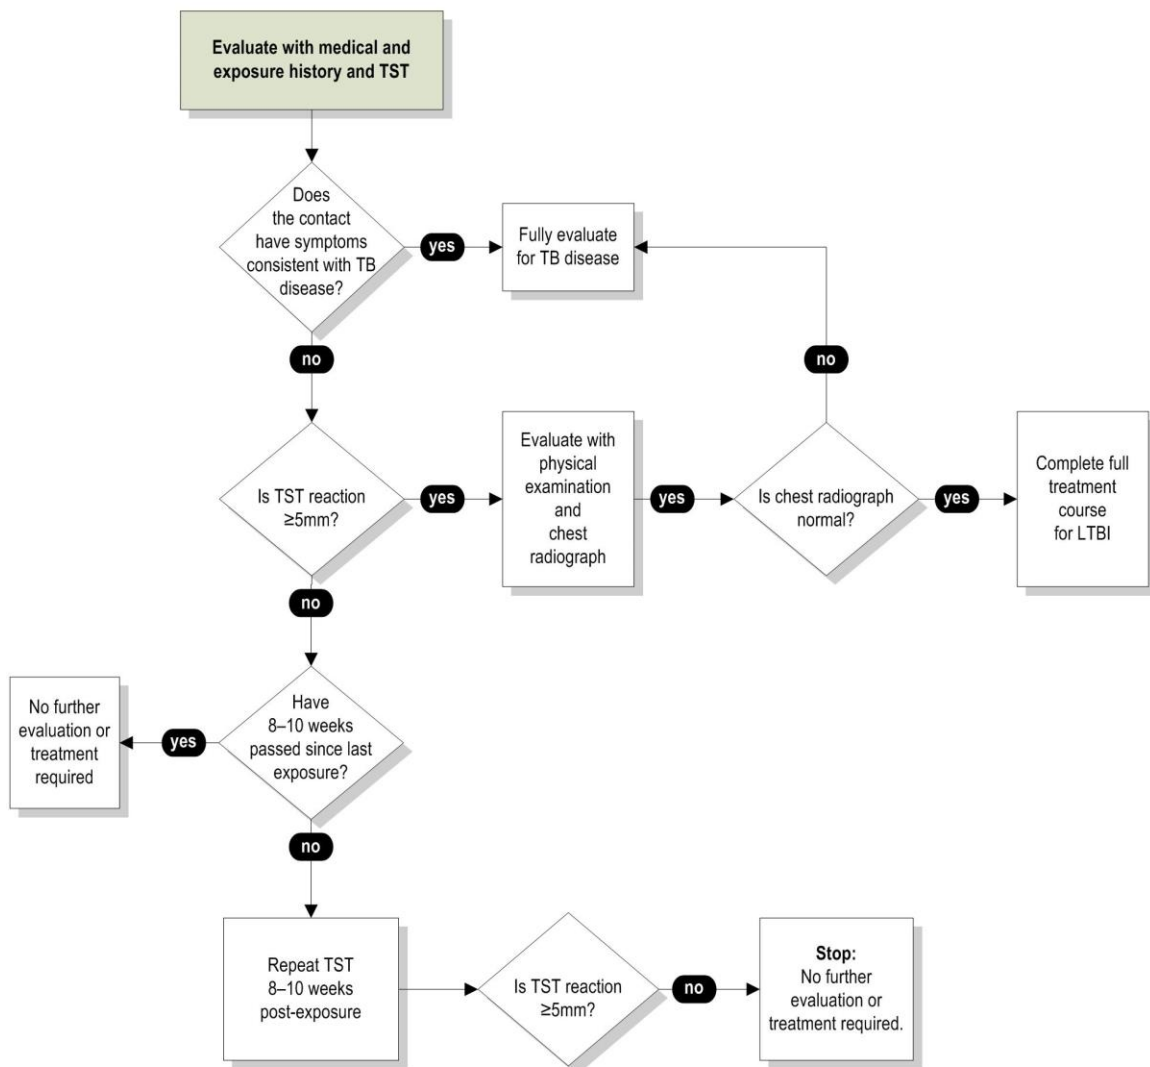 Evaluate with medical and
exposure history and TST
Does
the contact
have symptoms
consistent with TB
disease?
yes
Fully evaluate
for TB disease
no
no
Is TST reaction
≥5mm?
yes
Evaluate with
physical
examination
and
chest
radiograph
yes
Is chest radiograph
normal?
yes
Complete full
treatment
course
for LTBI
no
Have
8–10 weeks
passed since last
exposure?
yes
No further
evaluation or
treatment
required
no
Repeat TST
8–10 weeks
post-exposure
Is TST reaction
≥5mm?
no
Stop:
No further
evaluation or
treatment required.